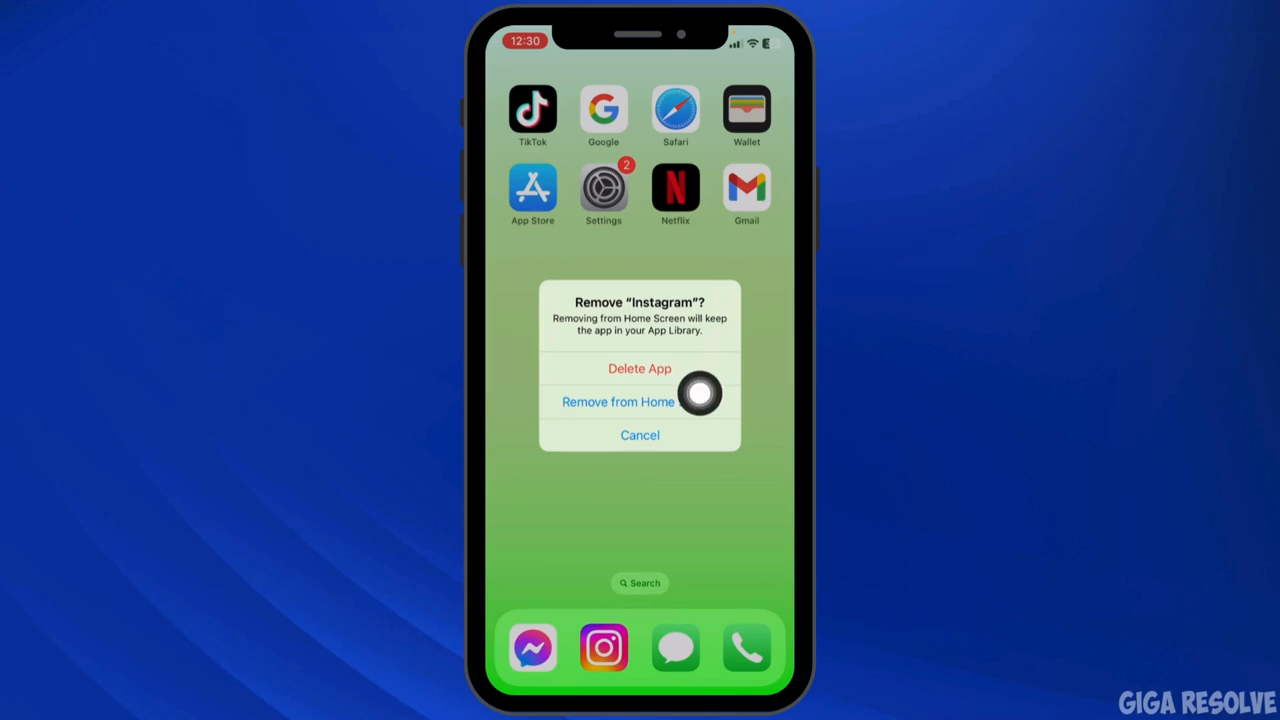 12:30
TikTok
Google
Safari
Wallet
2
App Store
Settings
Netflix
Gmail
Remove “Instagram”?
Removing from Home Screen will keep
the app in your App Library.
Delete App
Remove from Home
Cancel
Search
GIGA RESOLVE